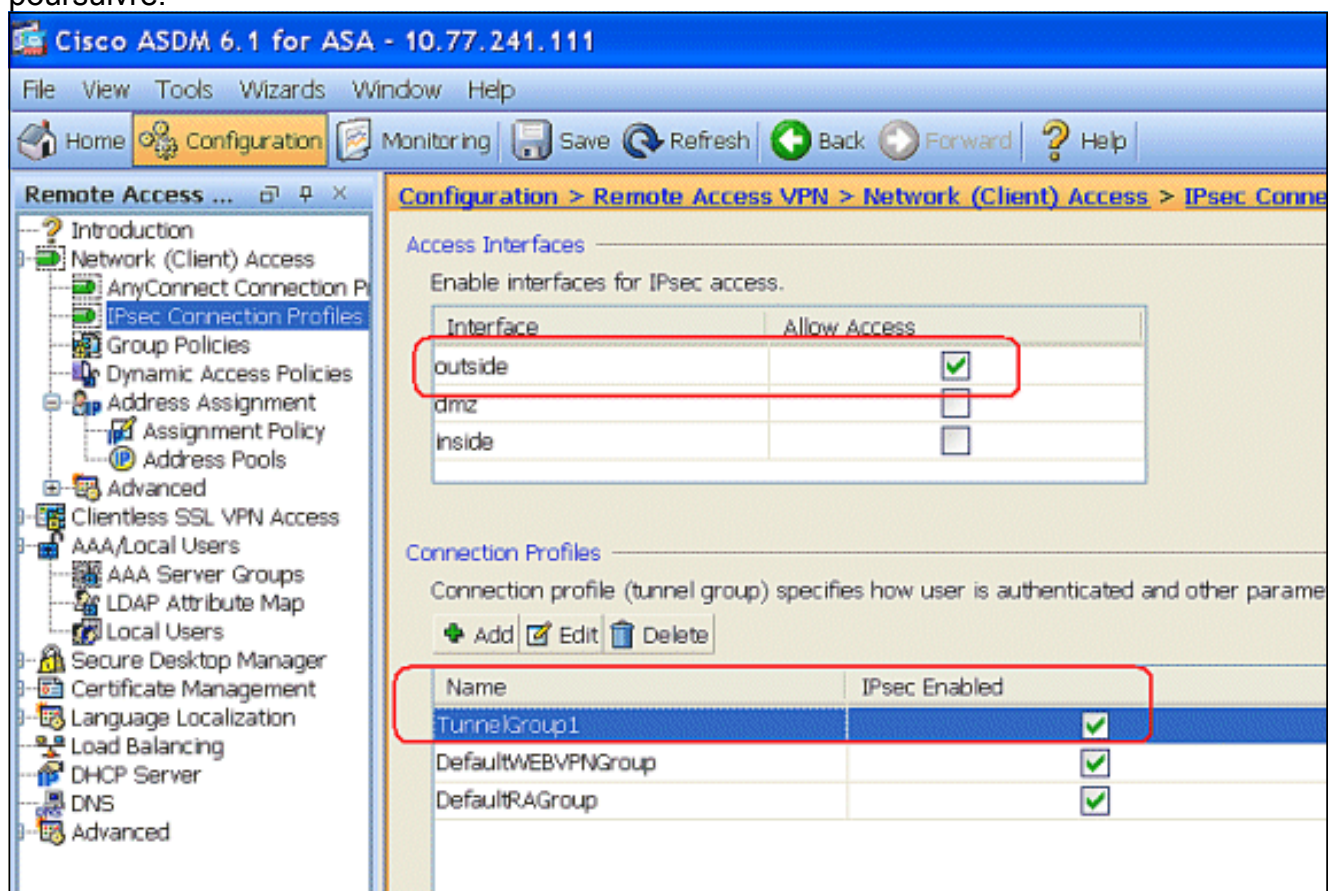 poursuivre.
Cisco ASDM 6.1 for ASA - 10.77.241.111
File View Tools Wizards Window Help
Home Configuration Monitoring Save Refresh Back Forward Help
Remote Access ...
Introduction
Network (Client) Access
AnyConnect Connection P
IPsec Connection Profiles
Group Policies
Dynamic Access Policies
Address Assignment
Assignment Policy
Address Pools
Advanced
Clientless SSL VPN Access
AAA/Local Users
AAA Server Groups
LDAP Attribute Map
Local Users
Secure Desktop Manager
Certificate Management
Language Localization
Load Balancing
DHCP Server
DNS
Advanced
Configuration > Remote Access VPN > Network (Client) Access > IPsec Conne
Access Interfaces
Enable interfaces for IPsec access.
Interface Allow Access
outside
dmz
inside
Connection Profiles
Connection profile (tunnel group) specifies how user is authenticated and other parame
Add Edit Delete
Name IPsec Enabled
TunnelGroup1
DefaultWEBVPNGroup
DefaultRAGroup